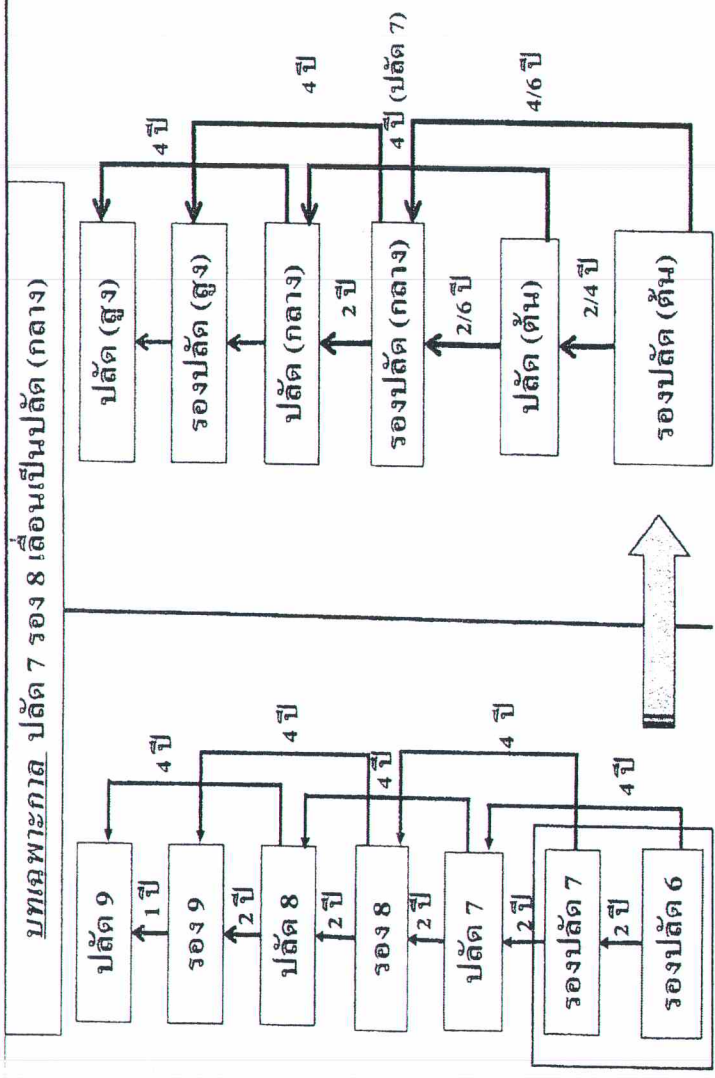 บทเฉพาะกาล ปลัด 7 รอง 8 เลื่อนเป็นปลัด (กลาง)
ปลัด 9
1 ปี
4 ปี
รอง 9
2 ปี
4 ปี
ปลัด 8
2 ปี
4 ปี
รอง 8
2 ปี
4 ปี
ปลัด 7
2 ปี
4 ปี
รองปลัด 7
2 ปี
รองปลัด 6
ปลัด (สูง)
4 ปี
รองปลัด (สูง)
4 ปี
ปลัด (กลาง)
2 ปี
4 ปี (ปลัด 7)
รองปลัด (กลาง)
2/6 ปี
4/6 ปี
ปลัด (ต้น)
2/4 ปี
รองปลัด (ต้น)